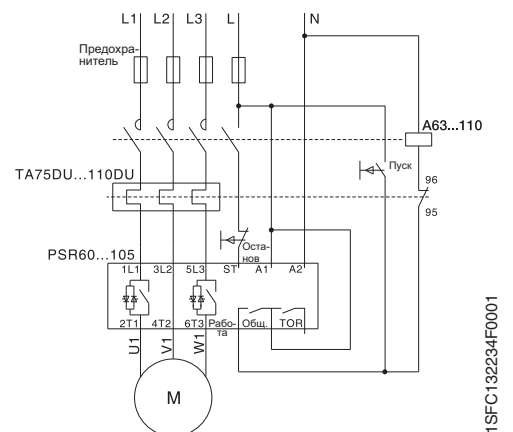 L1 L2 L3 L N
Предохра-
нитель
A63...110
Пуск
TA75DU...110DU
96
95
Оста-
нов
PSR60...105
1L1 3L2 5L3 ST A1 A2
2T1 4T2 6T3 Рабо-
та Общ. TOR
U1 V1 W1
M
1SFC132234F0001